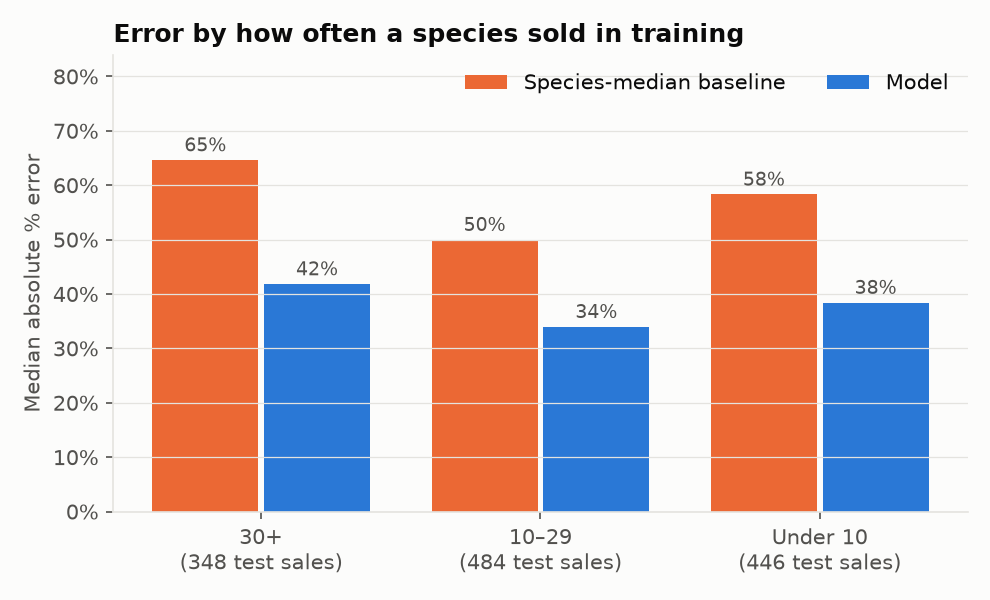 Error by how often a species sold in training
Species-median baseline
Model
Median absolute % error
80%
70%
60%
50%
40%
30%
20%
10%
0%
65%
42%
50%
34%
58%
38%
30+
(348 test sales)
10–29
(484 test sales)
Under 10
(446 test sales)